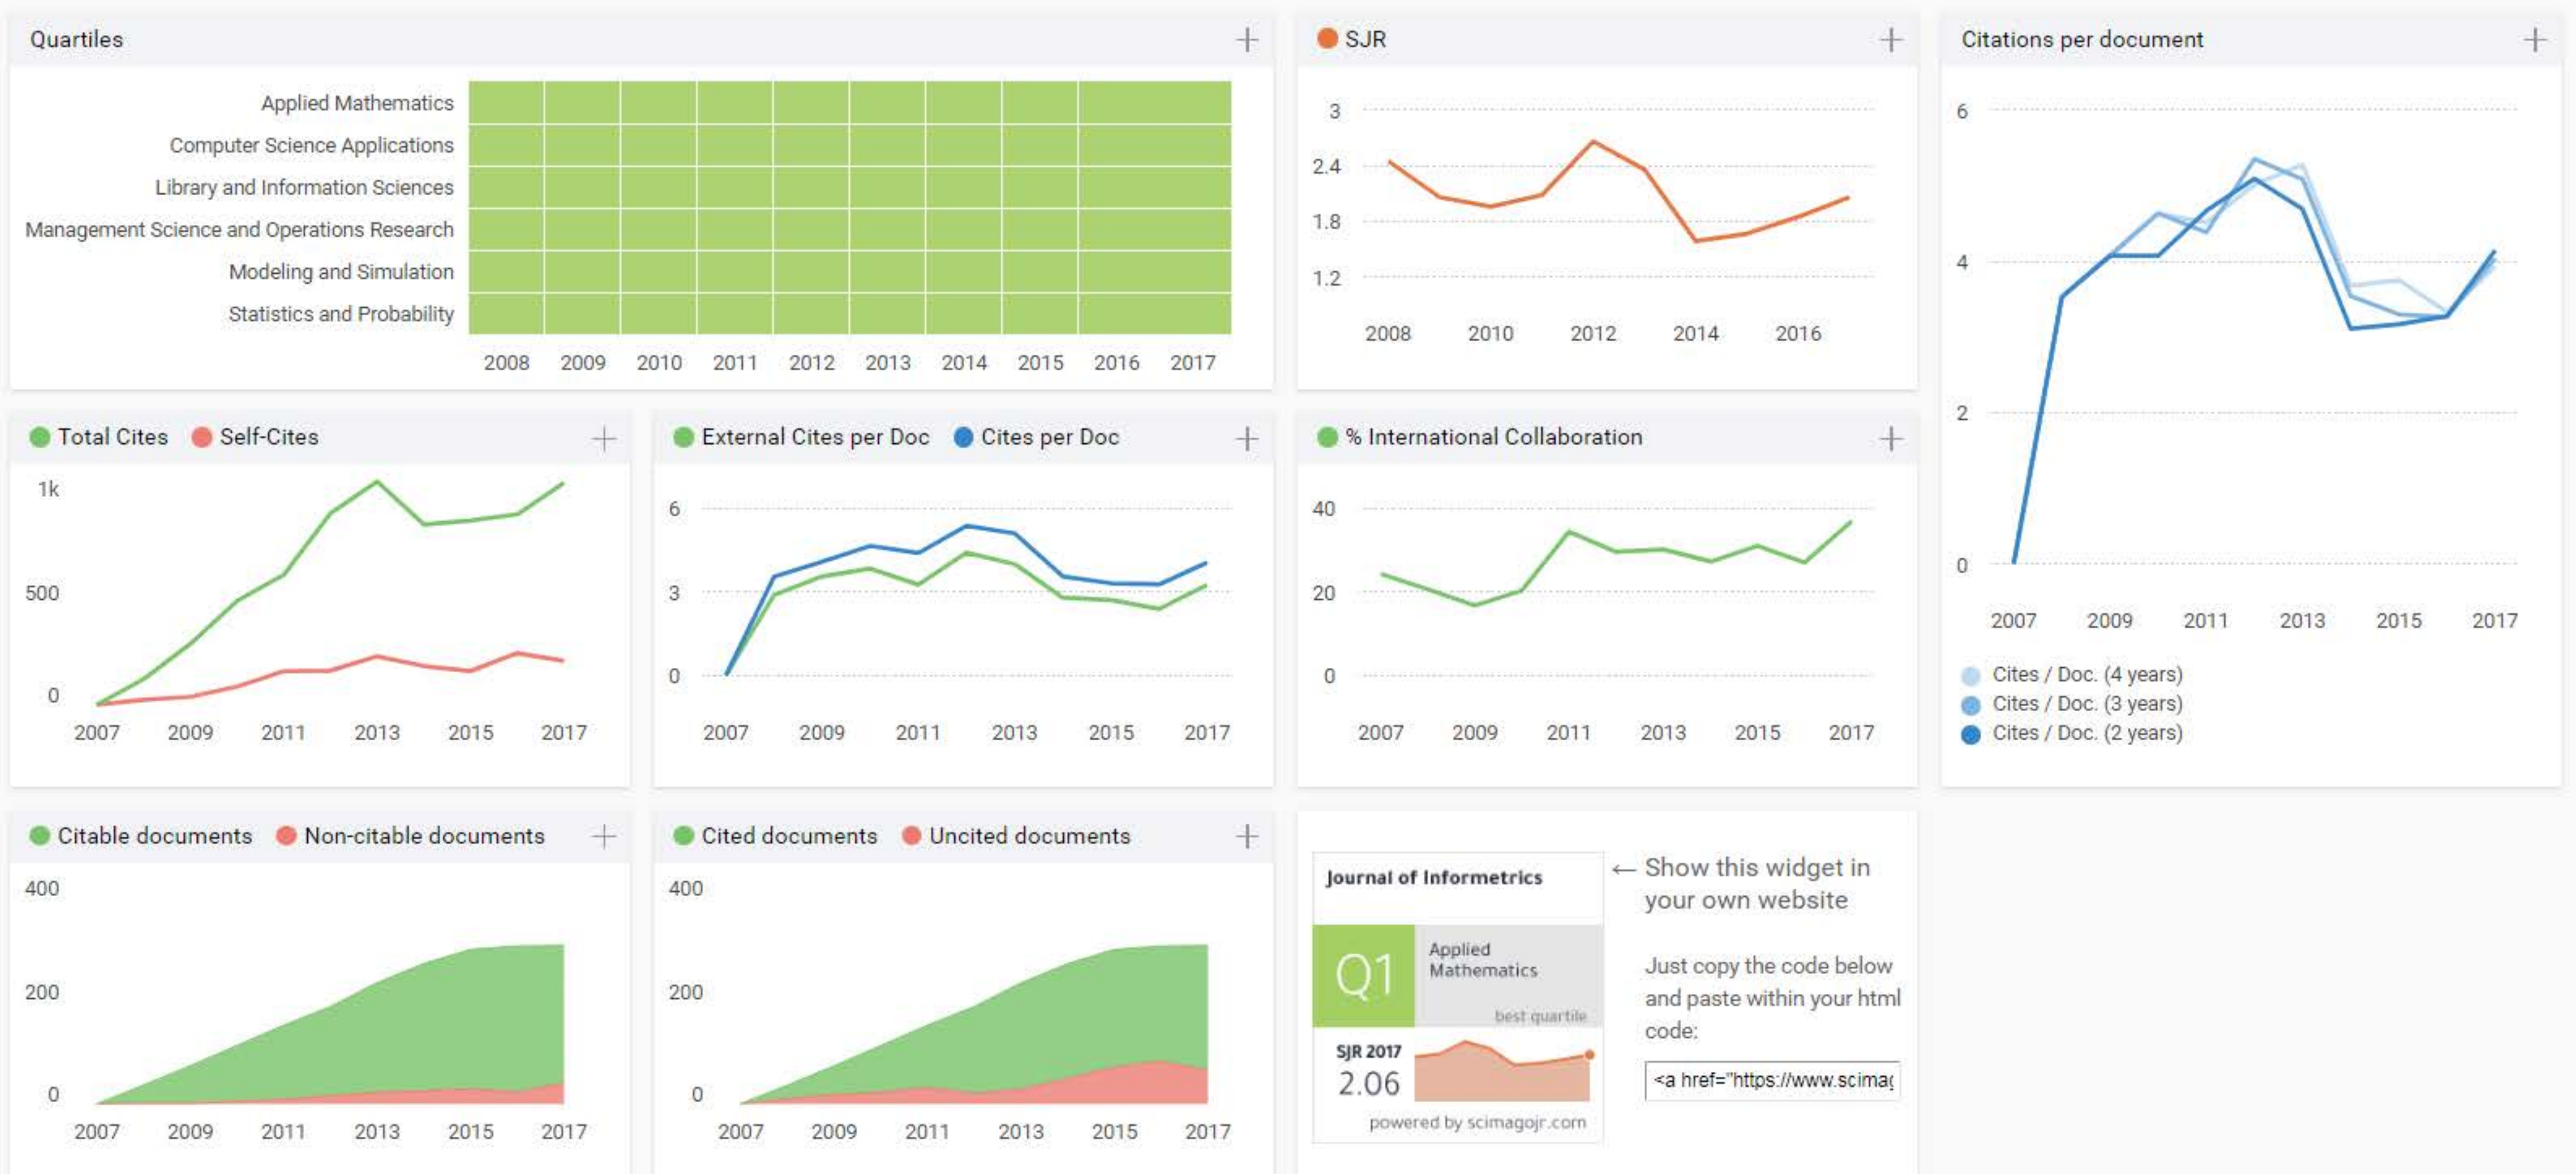 Quartiles
Applied Mathematics
Computer Science Applications
Library and Information Sciences
Management Science and Operations Research
Modeling and Simulation
Statistics and Probability
2008 2009 2010 2011 2012 2013 2014 2015 2016 2017
SJR
3
2.4
1.8
1.2
2008 2010 2012 2014 2016
Citations per document
6
4
2
0
2007 2009 2011 2013 2015 2017
Cites / Doc. (4 years)
Cites / Doc. (3 years)
Cites / Doc. (2 years)
Total Cites Self-Cites
1k
500
0
2007 2009 2011 2013 2015 2017
External Cites per Doc Cites per Doc
6
3
0
2007 2009 2011 2013 2015 2017
% International Collaboration
40
20
0
2007 2009 2011 2013 2015 2017
Citable documents Non-citable documents
400
200
0
2007 2009 2011 2013 2015 2017
Cited documents Uncited documents
400
200
0
2007 2009 2011 2013 2015 2017
Journal of Informetrics
Q1
Applied
Mathematics
best quartile
SJR 2017
2.06
powered by scimagojr.com
← Show this widget in
your own website
Just copy the code below
and paste within your html
code:
<a href="https://www.scimag